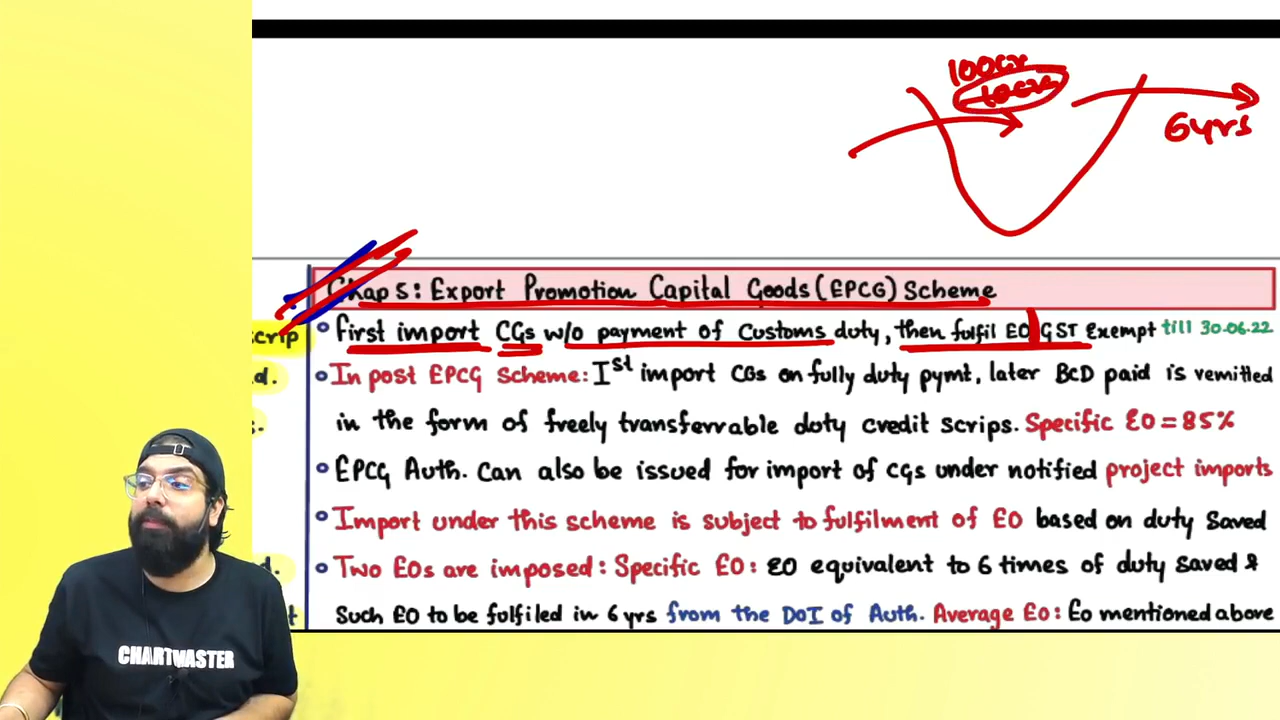 100cr
10cr
6yrs
Chap 5: Export Promotion Capital Goods (EPCG) Scheme
First import CGs w/o payment of Customs duty, then fulfil EO GST Exempt till 30.06.22
scrip
In post EPCG Scheme: Ist import CGs on fully duty pymt, later BCD paid is remitted
d.
in the form of freely transferrable duty credit scrips. Specific EO = 85%
s.
EPCG Auth. Can also be issued for import of CGs under notified project imports
Import under this scheme is subject to fulfilment of EO based on duty Saved
Two EOs are imposed: Specific EO: EO equivalent to 6 times of duty Saved &
d.
Such EO to be fulfiled in 6 yrs from the DoI of Auth. Average EO: Eo mentioned above
t
CHARTMASTER